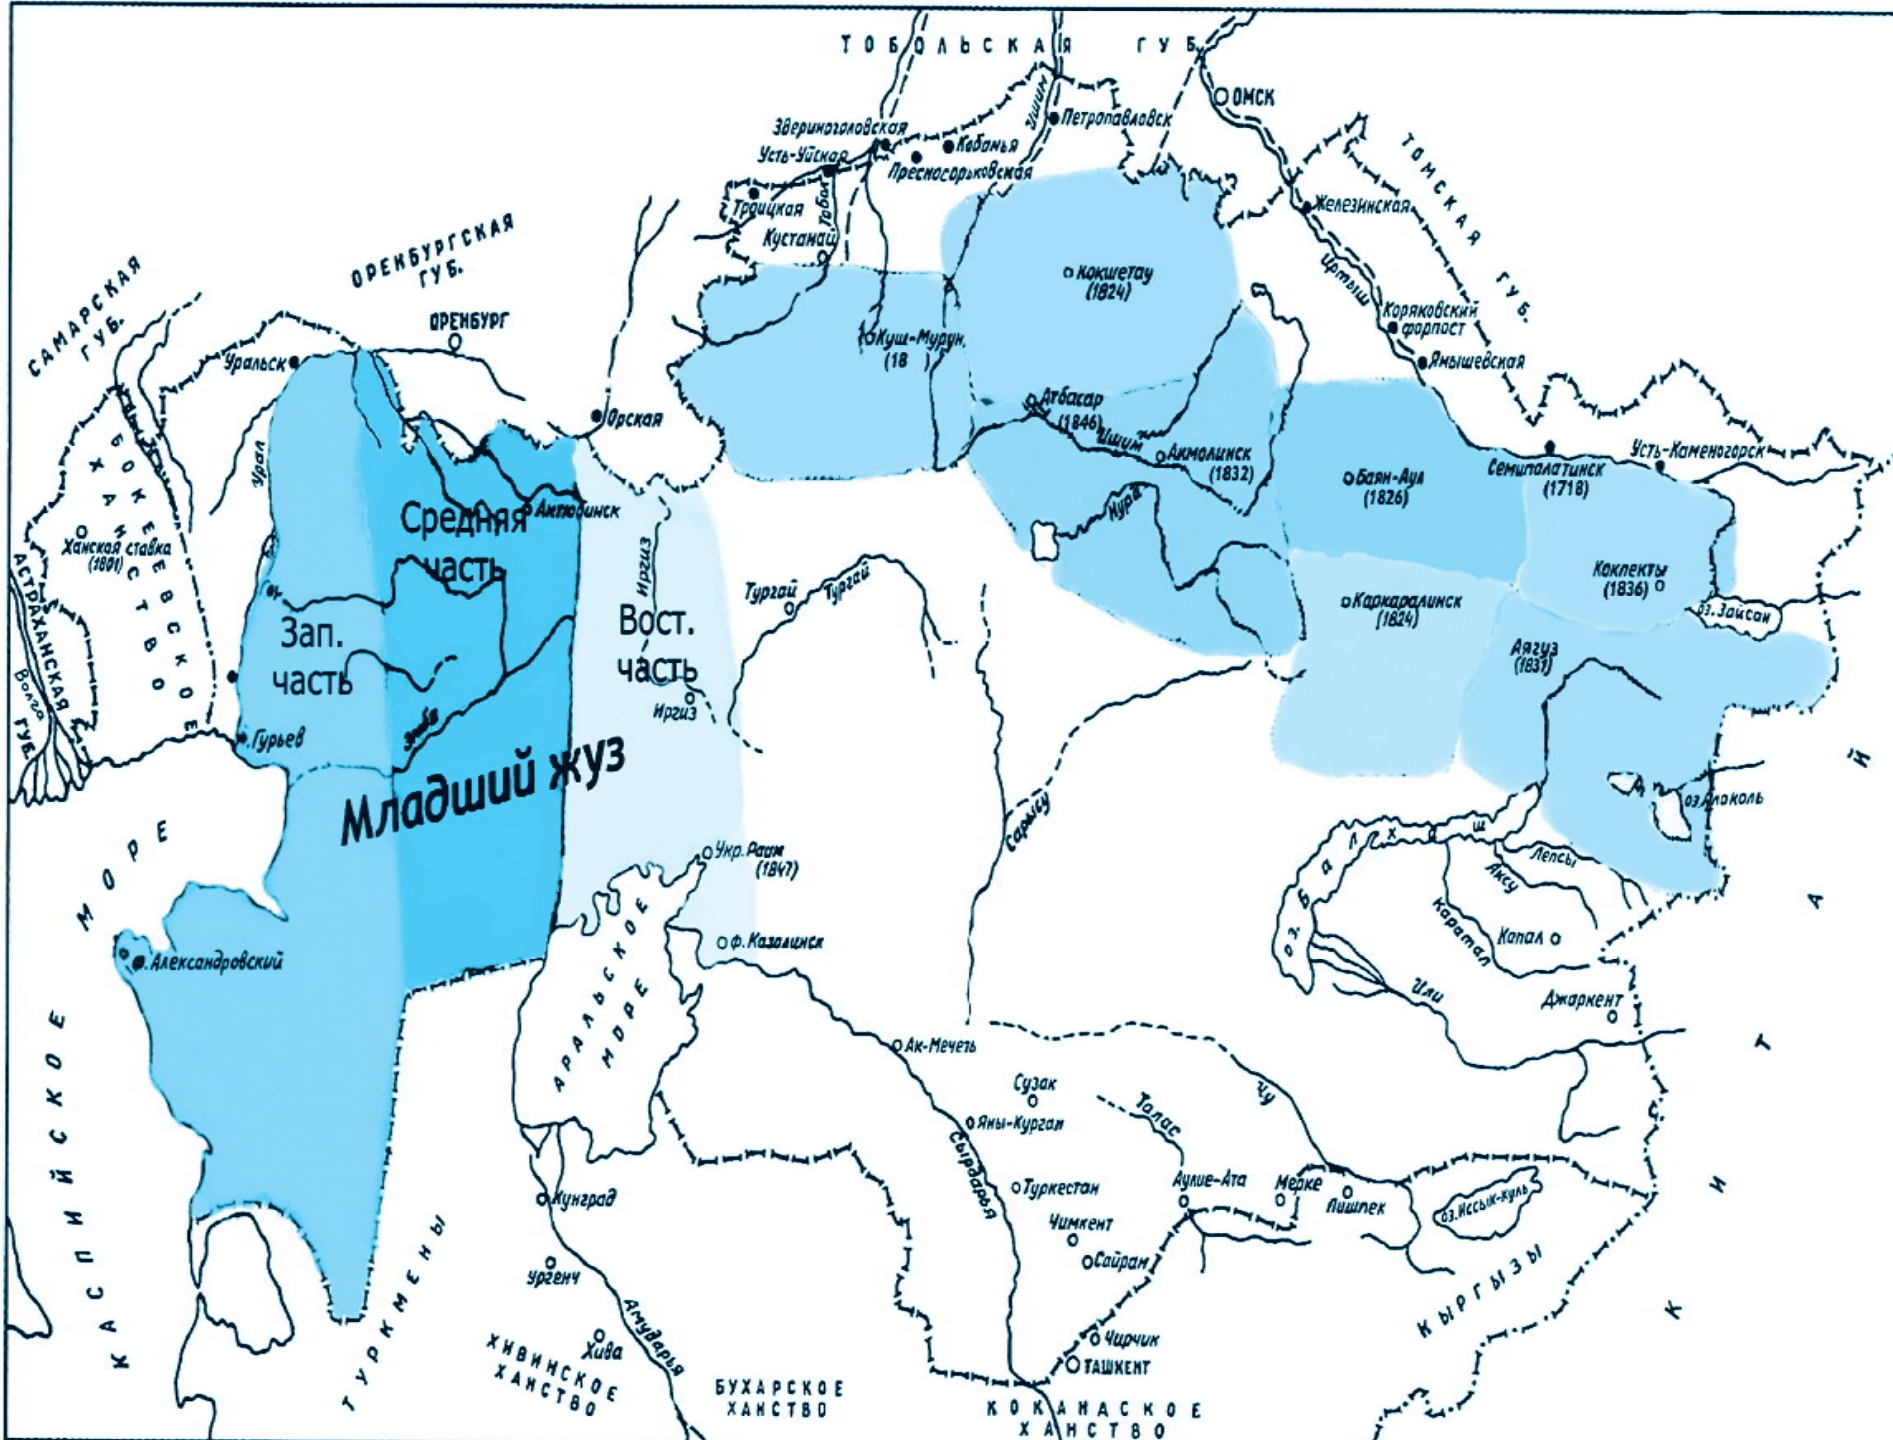 ТОБОЛЬСКАЯ ГУБ.
ОМСК
Ишим
Петропавловск
Звериноголовская
Кабанья
Усть-Уйская
Пресногорьковская
ТОМСКАЯ ГУБ.
Троицкая
Тобол
Железинская
Кустанай
ОРЕНБУРГСКАЯ
ГУБ.
САМАРСКАЯ
ГУБ.
Иртыш
Кокшетау
(1824)
ОРЕНБУРГ
Коряковский
форпост
Куш-Мурун
(18 )
Уральск
Ямышевская
Орская
Атбасар
(1846)
Ишим
Акмолинск
(1832)
Усть-Каменогорск
Семипалатинск
(1718)
Баян-Аул
(1826)
Урал
БОКЕЕВСКОЕ
ХАНСТВО
Нура
Средняя
часть
Актюбинск
Ханская ставка
(1801)
Иргиз
Кокпекты
(1836)
Тургай
Тургай
Каркаралинск
(1824)
оз. Зайсан
АСТРАХАНСКАЯ
ГУБ.
Волга
Зап.
часть
Вост.
часть
Аягуз
(1831)
Иргиз
Эмба
Гурьев
Младший жуз
оз. Алаколь
Сарысу
оз. Балхаш
Лепсы
Аксу
Укр. Раим
(1847)
Каратал
Капал
ф. Казалинск
Александровский
Или
Джаркент
АРАЛЬСКОЕ
МОРЕ
КАСПИЙСКОЕ
МОРЕ
Ак-Мечеть
Сузак
Чу
Талас
Яны-Курган
Сырдарья
Туркестан
Аулие-Ата
Мерке
Пишпек
оз. Иссык-Куль
Кунград
Чимкент
Сайрам
Ургенч
КЫРГЫЗЫ
КИТАЙ
ТУРКМЕНЫ
Амударья
Хива
Чирчик
ТАШКЕНТ
ХИВИНСКОЕ
ХАНСТВО
БУХАРСКОЕ
ХАНСТВО
КОКАНДСКОЕ
ХАНСТВО